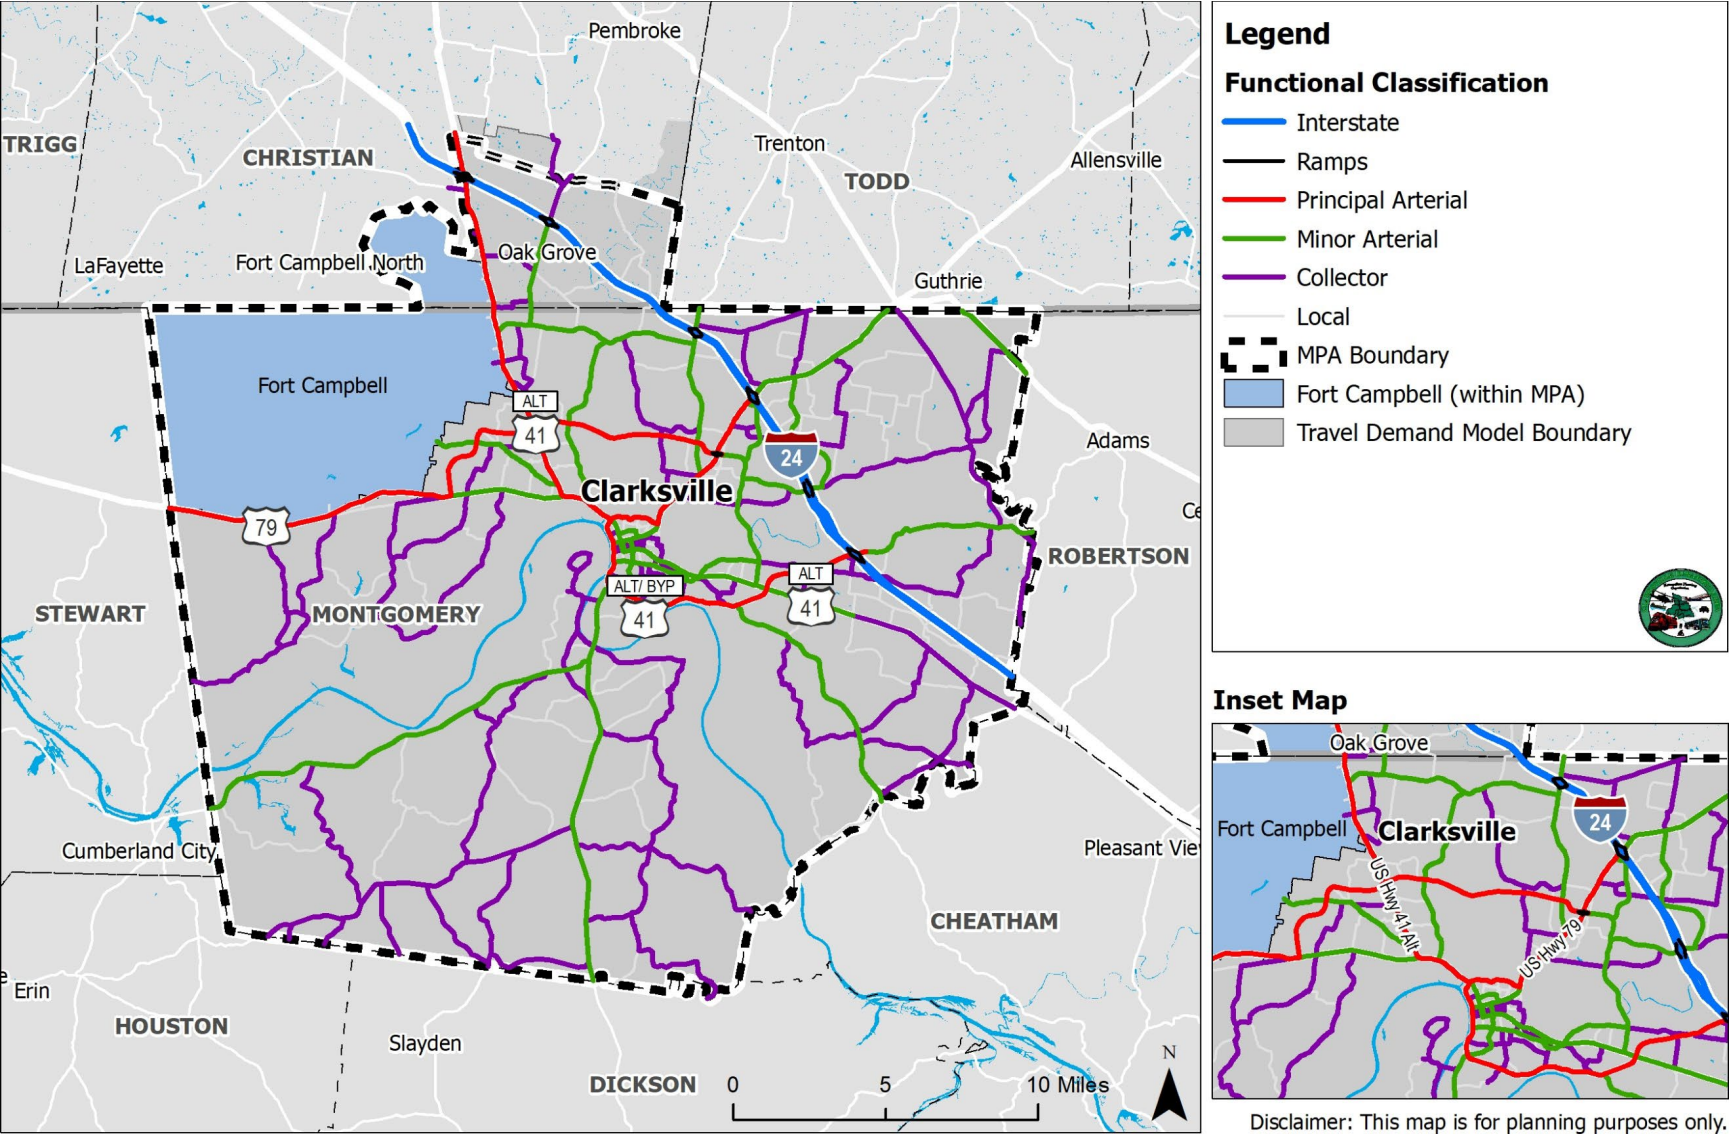 Pembroke
TRIGG
CHRISTIAN
Trenton
Allensville
TODD
LaFayette
Fort Campbell North
Oak Grove
Guthrie
Fort Campbell
ALT
41
Adams
24
Clarksville
79
Ce
ROBERTSON
STEWART
MONTGOMERY
ALT/ BYP
41
ALT
41
Cumberland City
Pleasant View
CHEATHAM
Erin
HOUSTON
Slayden
DICKSON
0 5 10 Miles
N
Legend
Functional Classification
Interstate
Ramps
Principal Arterial
Minor Arterial
Collector
Local
MPA Boundary
Fort Campbell (within MPA)
Travel Demand Model Boundary
Inset Map
Oak Grove
Fort Campbell
Clarksville
24
US Hwy 41 Alt
US Hwy 79
Disclaimer: This map is for planning purposes only.